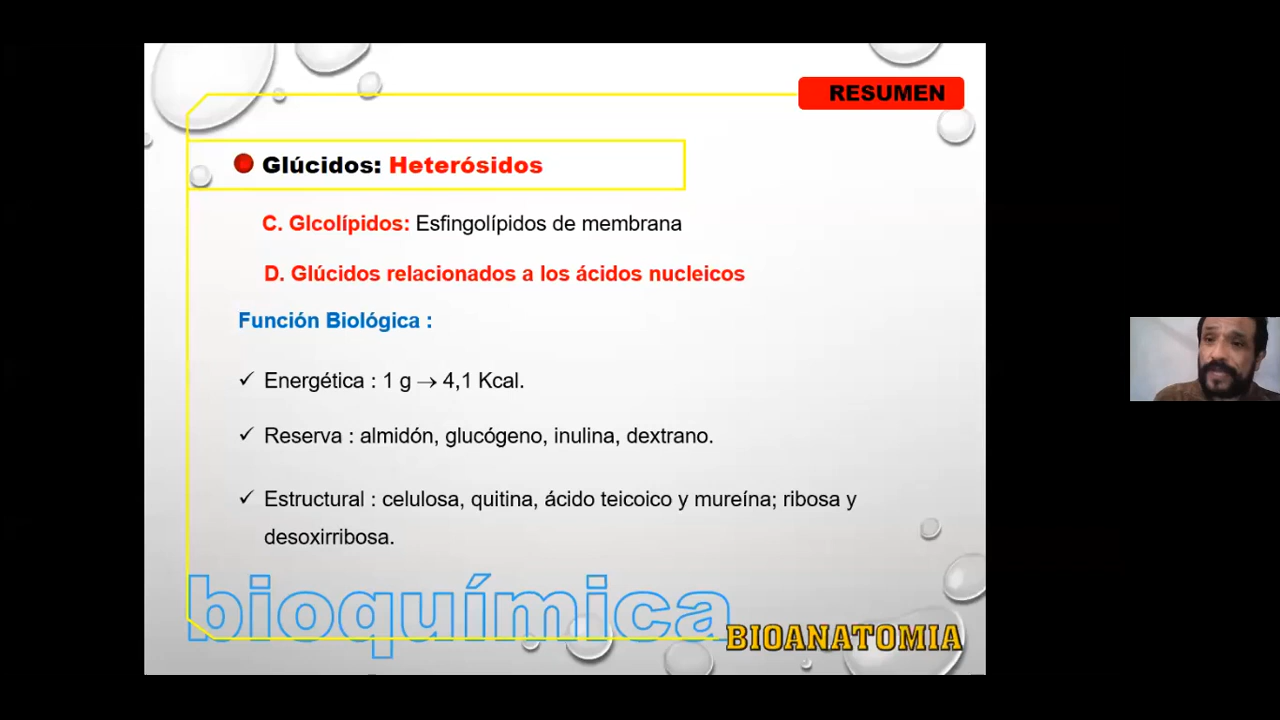 RESUMEN
Glúcidos: Heterósidos
C. Glcolípidos: Esfingolípidos de membrana
D. Glúcidos relacionados a los ácidos nucleicos
Función Biológica :
✓ Energética : 1 g → 4,1 Kcal.
✓ Reserva : almidón, glucógeno, inulina, dextrano.
✓ Estructural : celulosa, quitina, ácido teicoico y mureína; ribosa y
desoxirribosa.
bioquímica
BIOANATOMIA